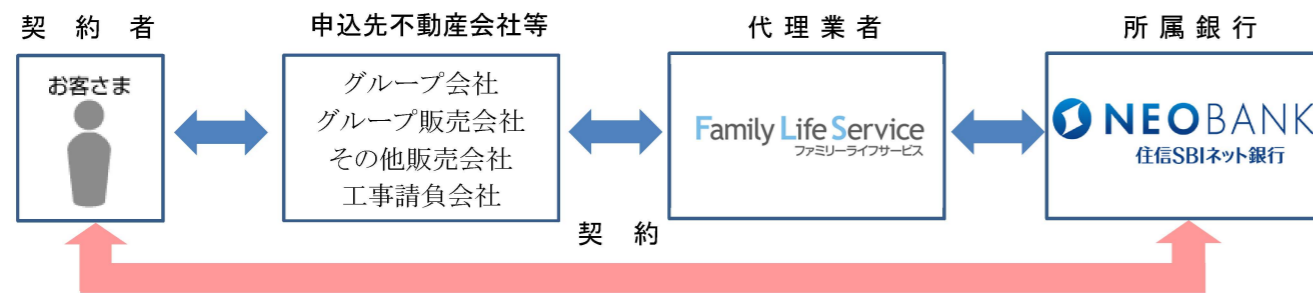 契約者
申込先不動産会社等
代理業者
所属銀行
お客さま
グループ会社
グループ販売会社
その他販売会社
工事請負会社
Family Life Service
ファミリーライフサービス
NEOBANK
住信SBIネット銀行
契約